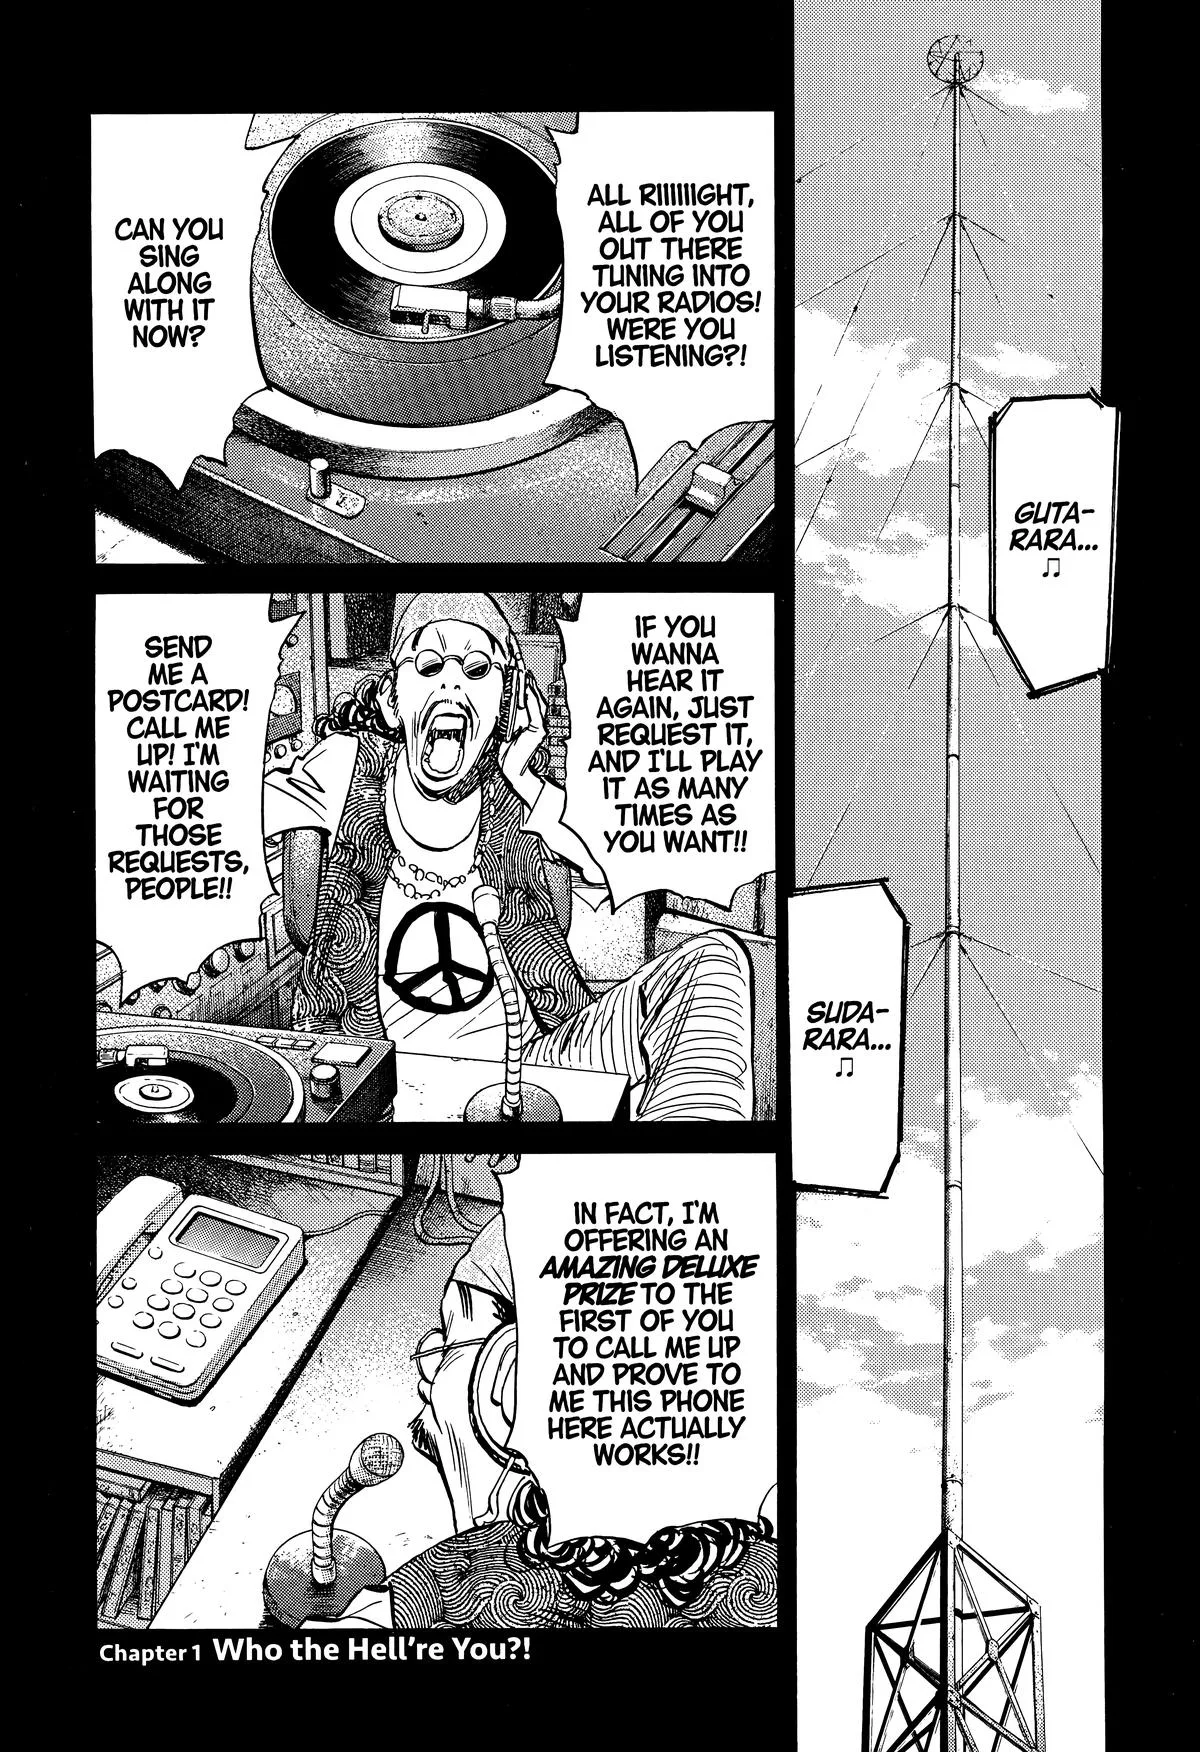 GUTA-
RARA...
♫
SUDA-
RARA...
♫
ALL RIIIIIIGHT,
ALL OF YOU
OUT THERE
TUNING INTO
YOUR RADIOS!
WERE YOU
LISTENING?!
CAN YOU
SING
ALONG
WITH IT
NOW?
IF YOU
WANNA
HEAR IT
AGAIN, JUST
REQUEST IT,
AND I'LL PLAY
IT AS MANY
TIMES AS
YOU WANT!!
SEND
ME A
POSTCARD!
CALL ME
UP! I'M
WAITING
FOR
THOSE
REQUESTS,
PEOPLE!!
IN FACT, I'M
OFFERING AN
AMAZING DELUXE
PRIZE TO THE
FIRST OF YOU
TO CALL ME UP
AND PROVE TO
ME THIS PHONE
HERE ACTUALLY
WORKS!!
Chapter 1 Who the Hell're You?!